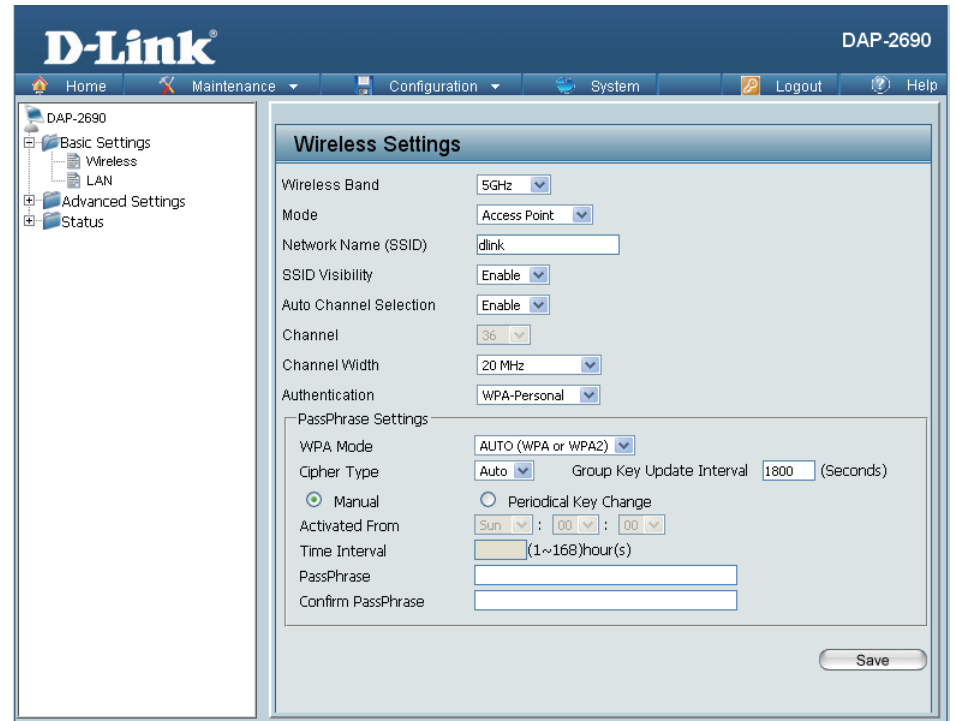 D-Link® DAP-2690
Home Maintenance Configuration System Logout Help
DAP-2690
Basic Settings
Wireless
LAN
Advanced Settings
Status
Wireless Settings
Wireless Band 5GHz
Mode Access Point
Network Name (SSID) dlink
SSID Visibility Enable
Auto Channel Selection Enable
Channel 36
Channel Width 20 MHz
Authentication WPA-Personal
PassPhrase Settings
WPA Mode AUTO (WPA or WPA2)
Cipher Type Auto Group Key Update Interval 1800 (Seconds)
Manual Periodical Key Change
Activated From Sun : 00 : 00
Time Interval (1~168)hour(s)
PassPhrase
Confirm PassPhrase
Save